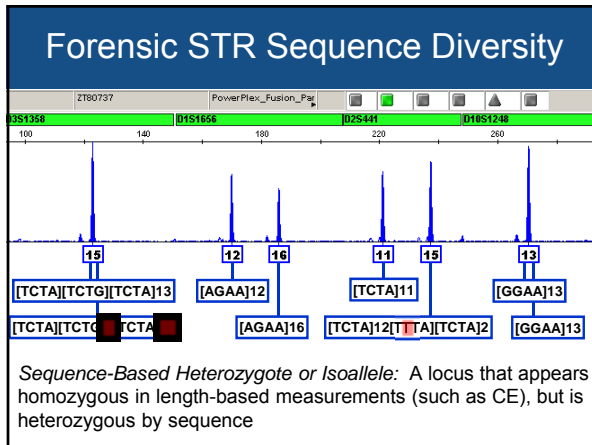 Forensic STR Sequence Diversity
ZT80737 PowerPlex_Fusion_Par
D3S1358 D1S1656 D2S441 D10S1248
100 140 180 220 260
15 12 16 11 15 13
[TCTA][TCTG][TCTA]13 [AGAA]12 [TCTA]11 [GGAA]13
[TCTA][TCTG [TCTA [AGAA]16 [TCTA]12[TTTA][TCTA]2 [GGAA]13
Sequence-Based Heterozygote or Isoallele: A locus that appears
homozygous in length-based measurements (such as CE), but is
heterozygous by sequence